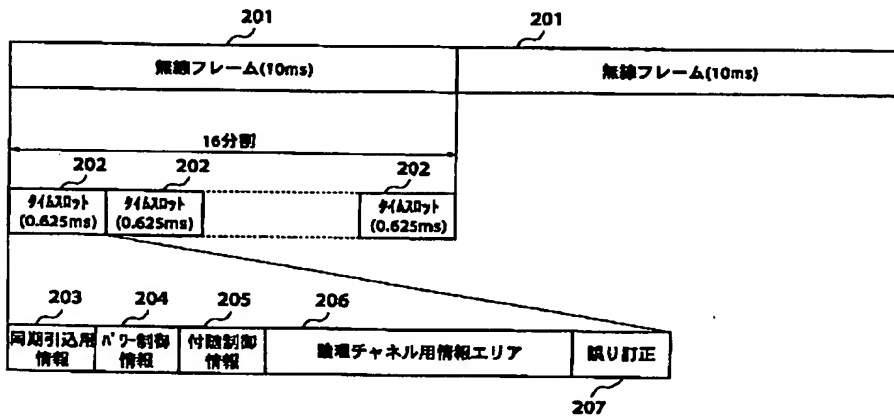 201
201
無線フレーム(10ms)
無線フレーム(10ms)
16分割
202
202
202
タイムスロット
(0.625ms)
タイムスロット
(0.625ms)
タイムスロット
(0.625ms)
203
204
205
206
同期引込用
情報
パワー制御
情報
付随制御
情報
論理チャネル用情報エリア
誤り訂正
207